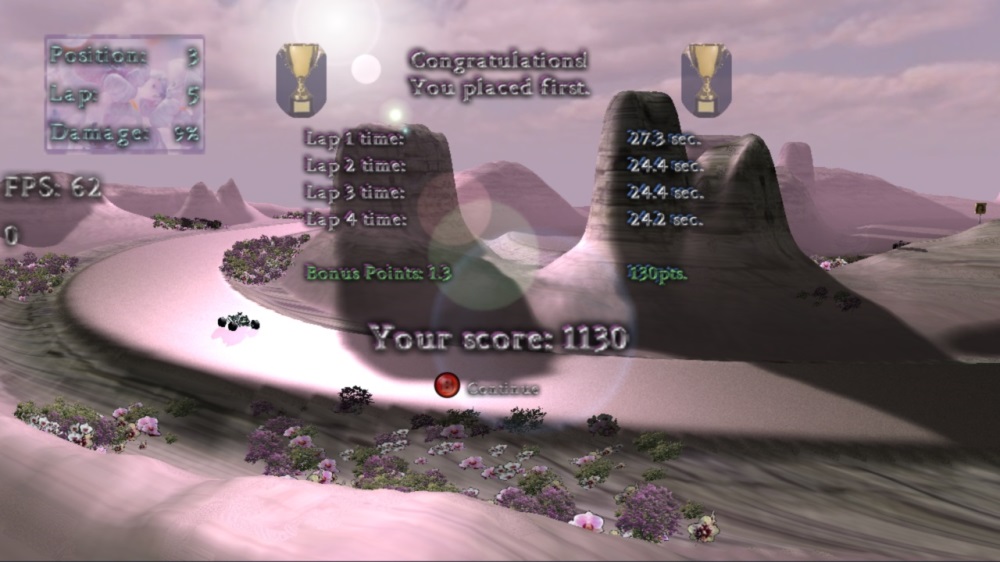 Position: 3
Lap: 5
Damage: 9%
FPS: 62
0
Congratulations!
You placed first.
Lap 1 time: 27.3 sec.
Lap 2 time: 24.4 sec.
Lap 3 time: 24.4 sec.
Lap 4 time: 24.2 sec.
Bonus Points: 1.3 130pts.
Your score: 1130
Continue